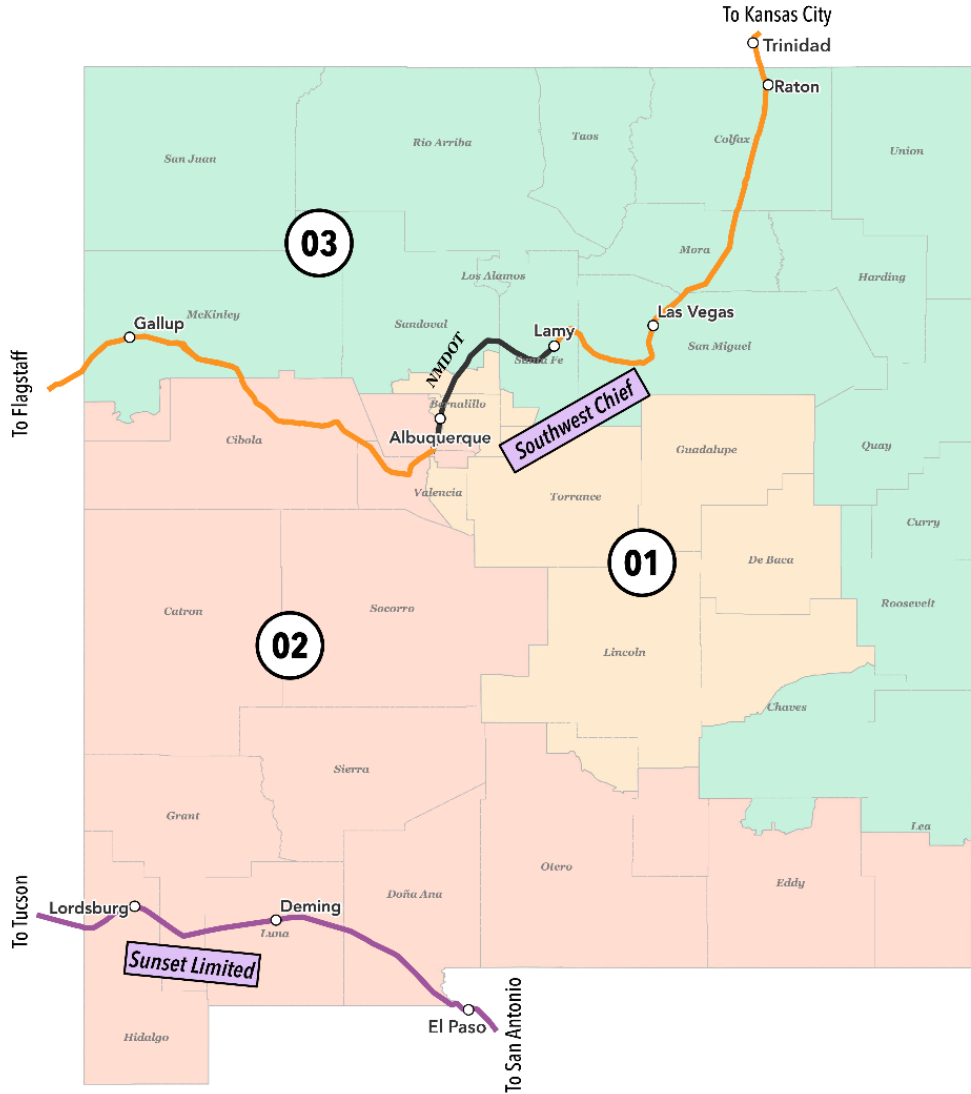 To Kansas City
Trinidad
Raton
San Juan
Rio Arriba
Taos
Colfax
Union
03
Mora
Los Alamos
Harding
McKinley
Gallup
Sandoval
Lamy
Las Vegas
San Miguel
Santa Fe
NMDOT
To Flagstaff
Bernalillo
Albuquerque
Southwest Chief
Cibola
Guadalupe
Quay
Valencia
Torrance
Curry
01
De Baca
Catron
Socorro
Roosevelt
02
Lincoln
Chaves
Sierra
Grant
Lea
Otero
Eddy
Doña Ana
To Tucson
Lordsburg
Deming
Luna
Sunset Limited
El Paso
To San Antonio
Hidalgo